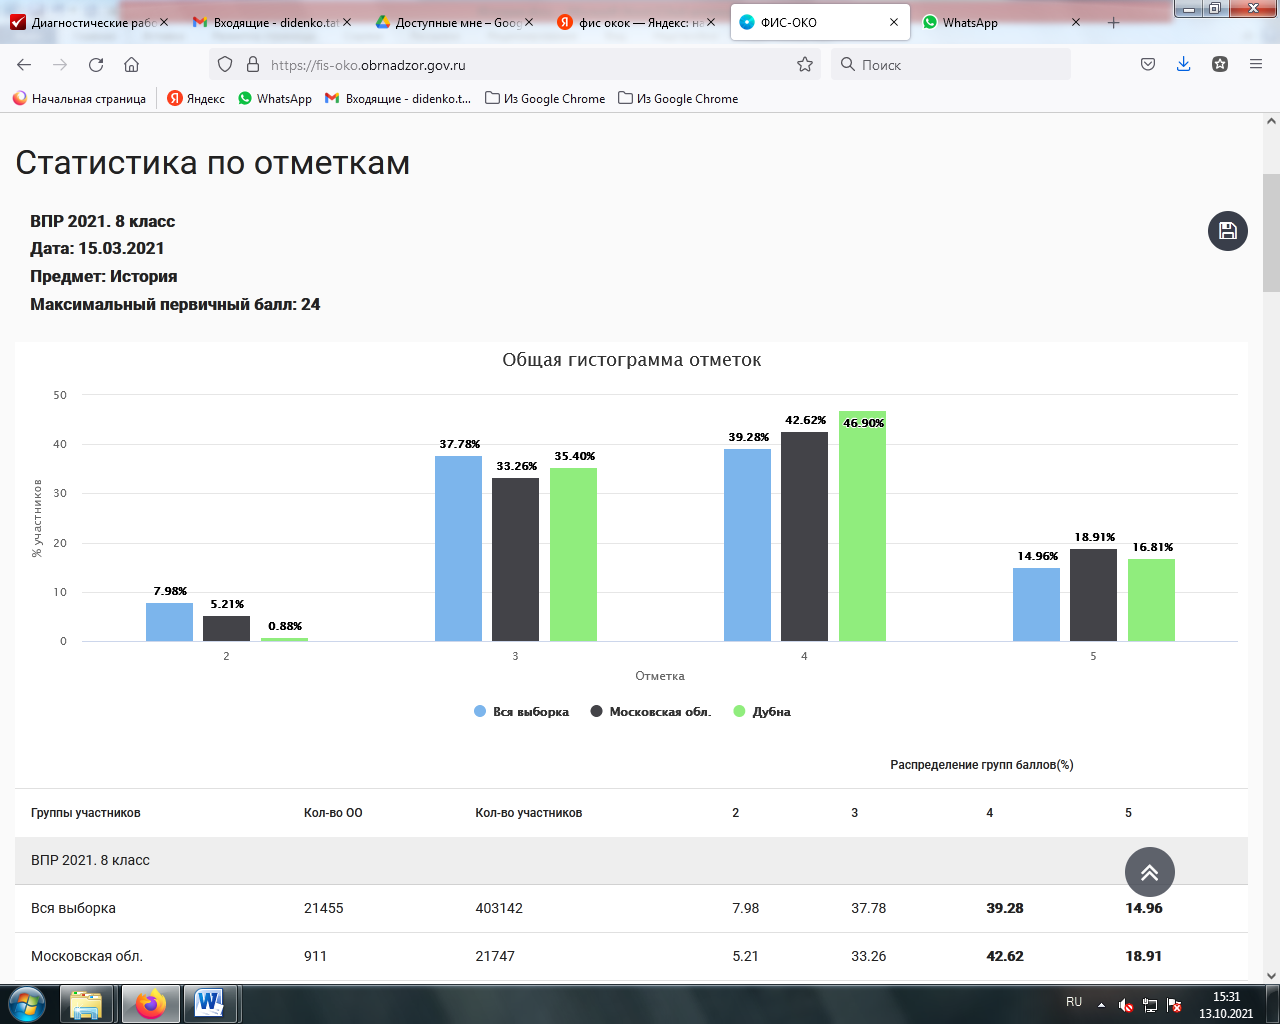 Диагностические рабо
Входящие - didenko.tat
Доступные мне – Goog
фис окок — Яндекс: на
ФИС-ОКО
WhatsApp
https://fis-oko.obrnadzor.gov.ru
Поиск
Начальная страница
Яндекс
WhatsApp
Входящие - didenko.t...
Из Google Chrome
Из Google Chrome
Статистика по отметкам
ВПР 2021. 8 класс
Дата: 15.03.2021
Предмет: История
Максимальный первичный балл: 24
Общая гистограмма отметок
% участников
50
40
30
20
10
0
7.98%
5.21%
0.88%
37.78%
33.26%
35.40%
39.28%
42.62%
46.90%
14.96%
18.91%
16.81%
2 3 4 5
Отметка
Вся выборка Московская обл. Дубна
Распределение групп баллов(%)
Группы участников Кол-во ОО Кол-во участников 2 3 4 5
ВПР 2021. 8 класс
Вся выборка 21455 403142 7.98 37.78 39.28 14.96
Московская обл. 911 21747 5.21 33.26 42.62 18.91
RU
15:31
13.10.2021